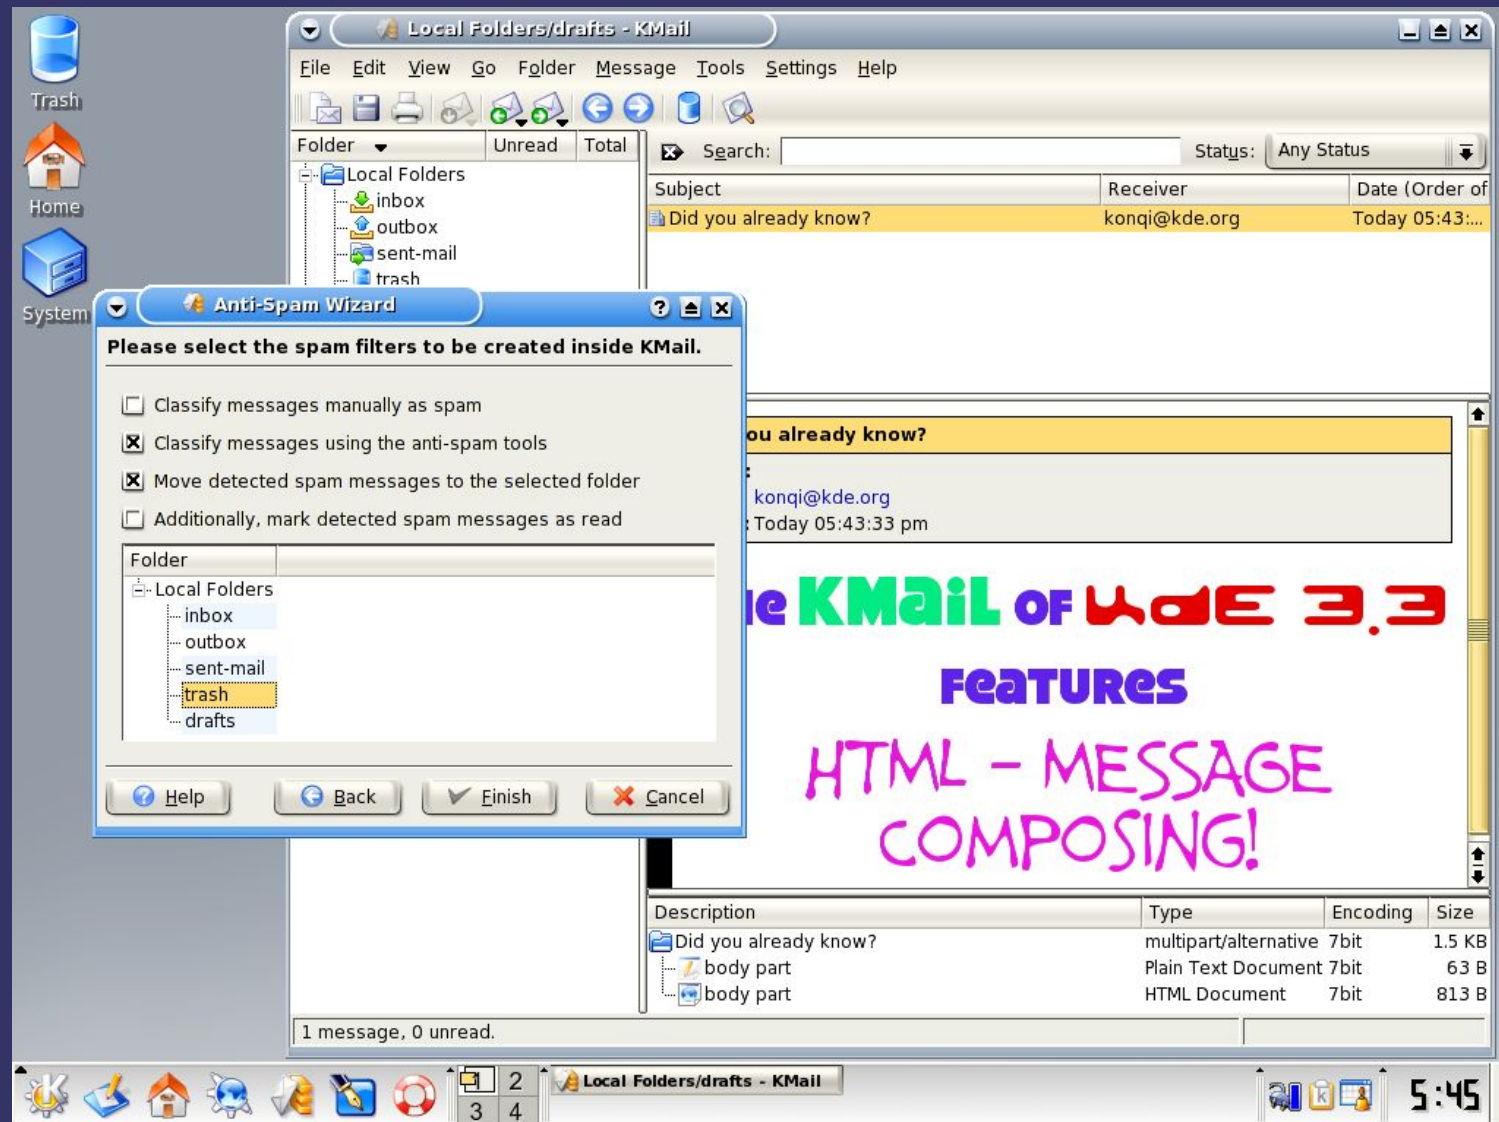 Trash
Home
System
Local Folders/drafts - KMail
File Edit View Go Folder Message Tools Settings Help
Folder Unread Total
Local Folders
inbox
outbox
sent-mail
trash
Search: Status: Any Status
Subject Receiver Date (Order of
Did you already know? konqi@kde.org Today 05:43:...
Anti-Spam Wizard
Please select the spam filters to be created inside KMail.
Classify messages manually as spam
Classify messages using the anti-spam tools
Move detected spam messages to the selected folder
Additionally, mark detected spam messages as read
Folder
Local Folders
inbox
outbox
sent-mail
trash
drafts
Help Back Finish Cancel
ou already know?
:
konqi@kde.org
: Today 05:43:33 pm
e KMail of KDE 3.3
Features
HTML - MESSAGE
COMPOSING!
Description Type Encoding Size
Did you already know? multipart/alternative 7bit 1.5 KB
body part Plain Text Document 7bit 63 B
body part HTML Document 7bit 813 B
1 message, 0 unread.
1 2
3 4
Local Folders/drafts - KMail
5:45